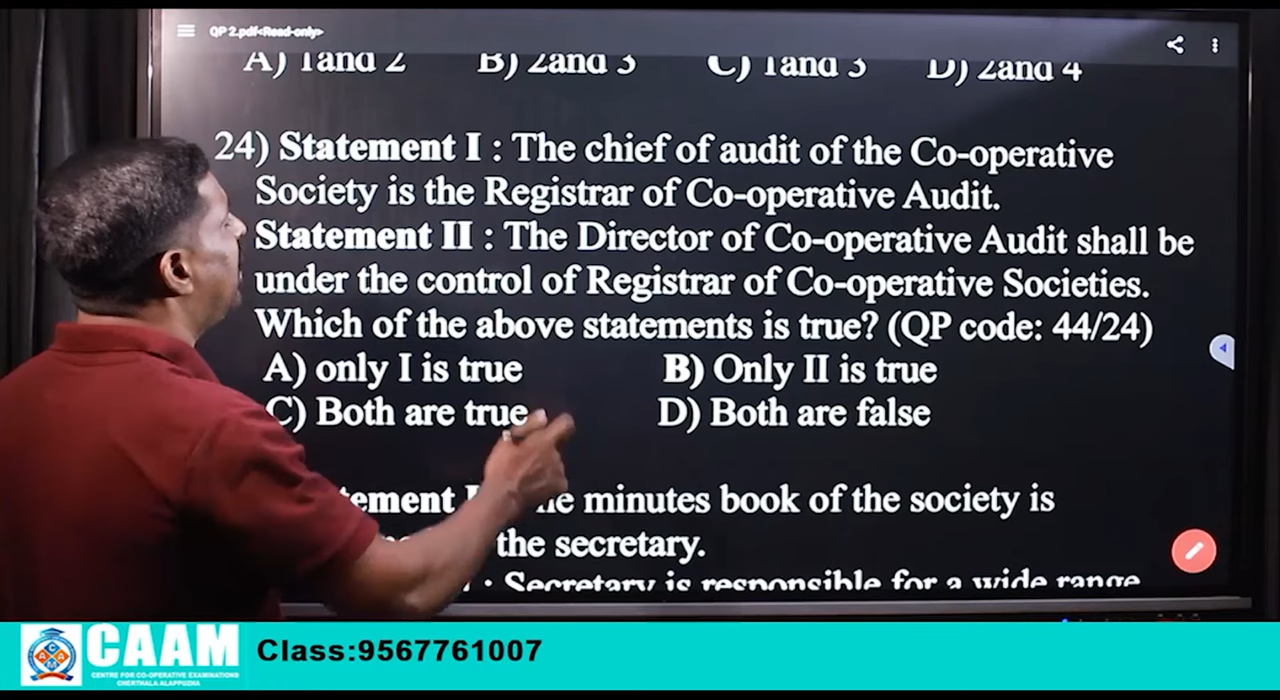 QP 2.pdf<Read-only>
A) 1and 2 B) 2and 3 C) 1and 3 D) 2and 4
24) Statement I : The chief of audit of the Co-operative
Society is the Registrar of Co-operative Audit.
Statement II : The Director of Co-operative Audit shall be
under the control of Registrar of Co-operative Societies.
Which of the above statements is true? (QP code: 44/24)
A) only I is true B) Only II is true
C) Both are true D) Both are false
tement I he minutes book of the society is
the secretary.
: Secretary is responsible for a wide range
CAAM
CENTRE FOR CO-OPERATIVE EXAMINATIONS
CHERTHALA ALAPPUZHA
Class:9567761007